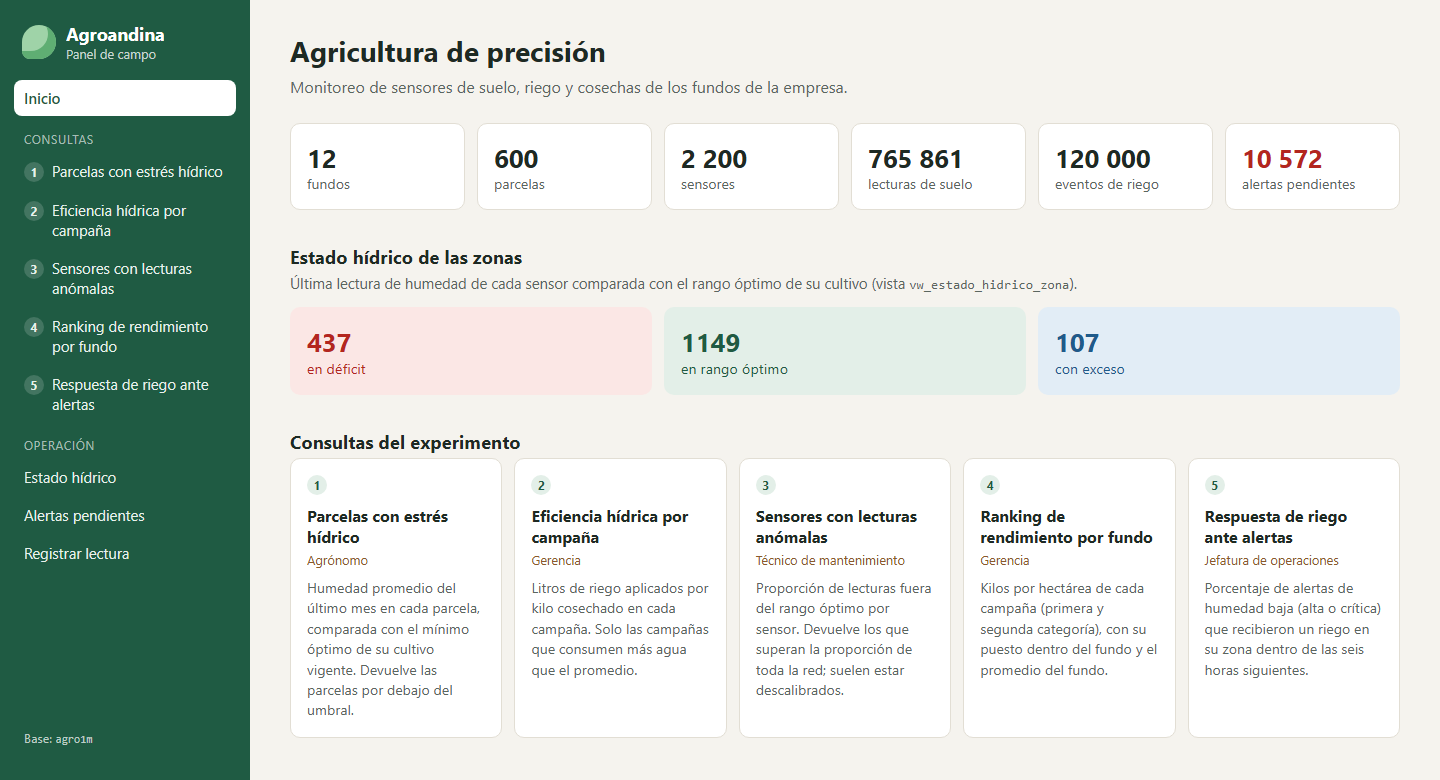 Agroandina
Panel de campo
Inicio
CONSULTAS
1 Parcelas con estrés hídrico
2 Eficiencia hídrica por
campaña
3 Sensores con lecturas
anómalas
4 Ranking de rendimiento
por fundo
5 Respuesta de riego ante
alertas
OPERACIÓN
Estado hídrico
Alertas pendientes
Registrar lectura
Base: agro1m
Agricultura de precisión
Monitoreo de sensores de suelo, riego y cosechas de los fundos de la empresa.
12
fundos
600
parcelas
2 200
sensores
765 861
lecturas de suelo
120 000
eventos de riego
10 572
alertas pendientes
Estado hídrico de las zonas
Última lectura de humedad de cada sensor comparada con el rango óptimo de su cultivo (vista vw_estado_hidrico_zona).
437
en déficit
1149
en rango óptimo
107
con exceso
Consultas del experimento
1
Parcelas con estrés
hídrico
Agrónomo
Humedad promedio del
último mes en cada parcela,
comparada con el mínimo
óptimo de su cultivo
vigente. Devuelve las
parcelas por debajo del
umbral.
2
Eficiencia hídrica por
campaña
Gerencia
Litros de riego aplicados por
kilo cosechado en cada
campaña. Solo las campañas
que consumen más agua
que el promedio.
3
Sensores con lecturas
anómalas
Técnico de mantenimiento
Proporción de lecturas fuera
del rango óptimo por
sensor. Devuelve los que
superan la proporción de
toda la red; suelen estar
descalibrados.
4
Ranking de
rendimiento por fundo
Gerencia
Kilos por hectárea de cada
campaña (primera y
segunda categoría), con su
puesto dentro del fundo y el
promedio del fundo.
5
Respuesta de riego
ante alertas
Jefatura de operaciones
Porcentaje de alertas de
humedad baja (alta o crítica)
que recibieron un riego en
su zona dentro de las seis
horas siguientes.